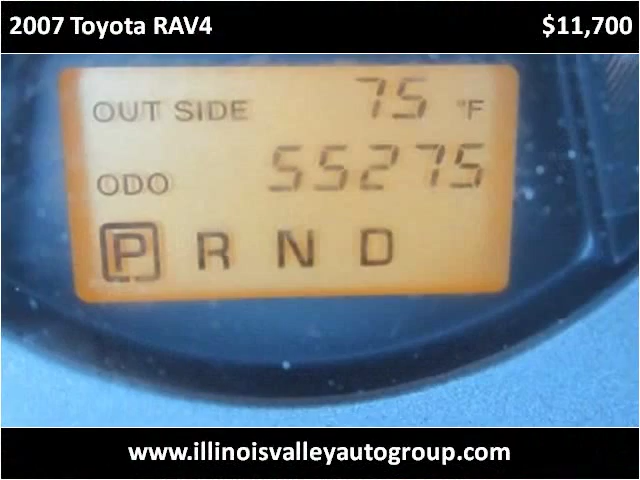 2007 Toyota RAV4 $11,700
OUT SIDE 75 °F
ODO 55275
P R N D
www.illinoisvalleyautogroup.com